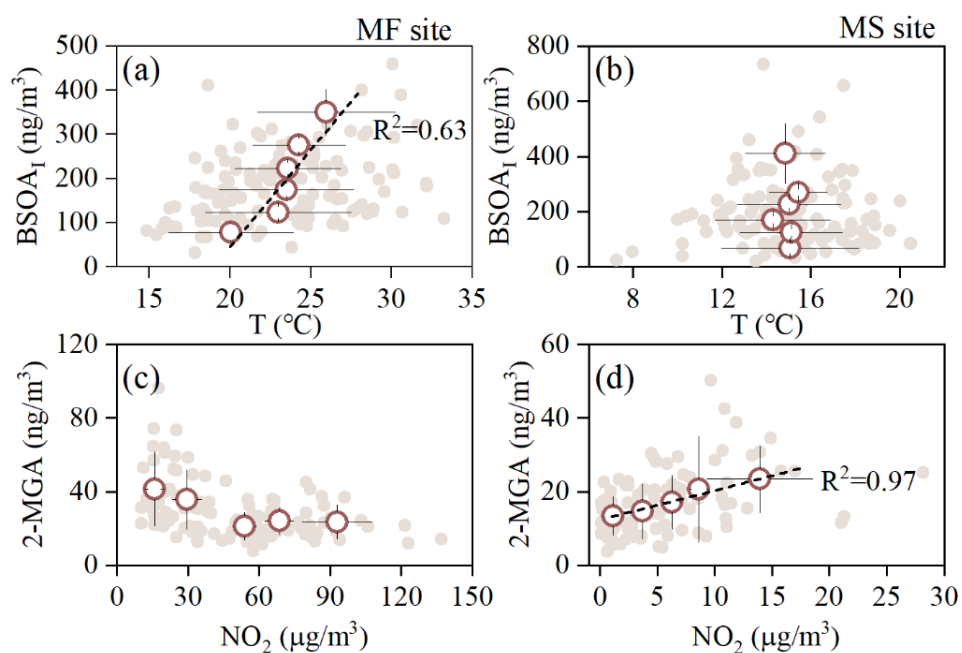 MF site
MS site
500
400
300
200
100
0
BSOA_I (ng/m³)
(a)
R²=0.63
15 20 25 30 35
T (℃)
800
600
400
200
0
BSOA_I (ng/m³)
(b)
8 12 16 20
T (℃)
120
80
40
0
2-MGA (ng/m³)
(c)
0 30 60 90 120 150
NO₂ (μg/m³)
60
40
20
0
2-MGA (ng/m³)
(d)
R²=0.97
0 5 10 15 20 25 30
NO₂ (μg/m³)